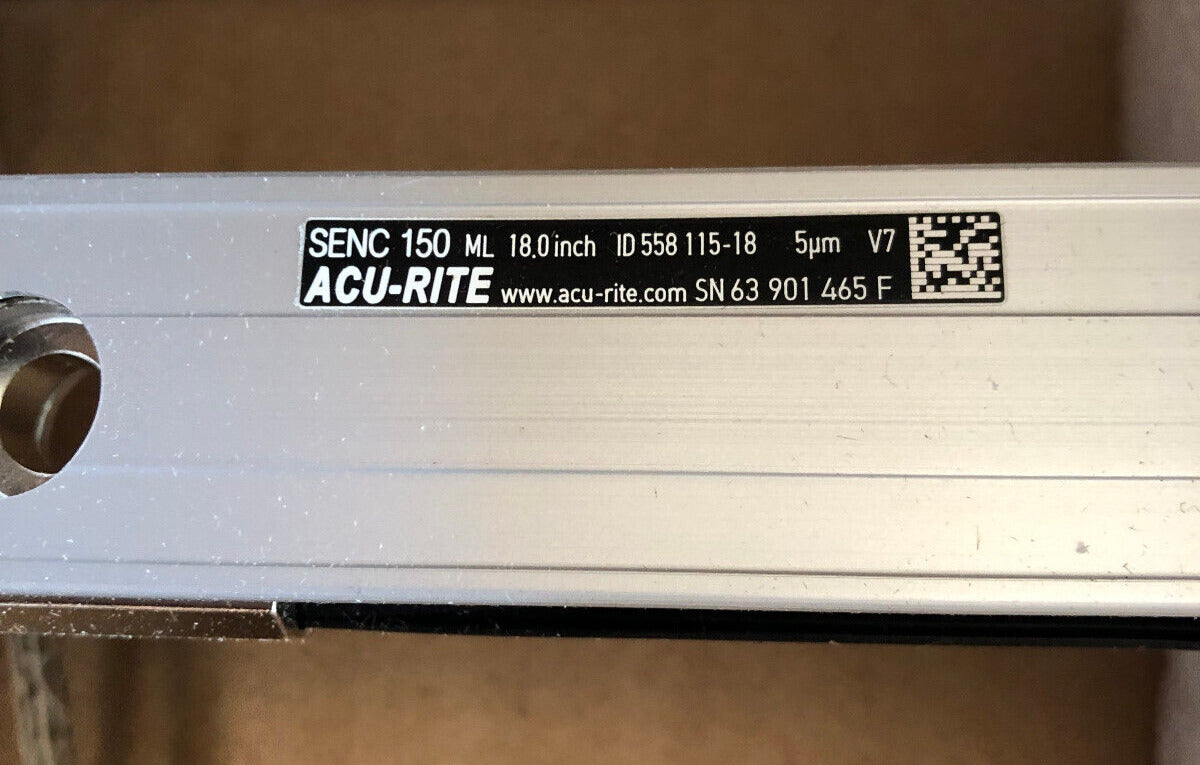 SENC 150 ML 18.0 inch ID 558 115-18 5µm V7
ACU-RITE www.acu-rite.com SN 63 901 465 F